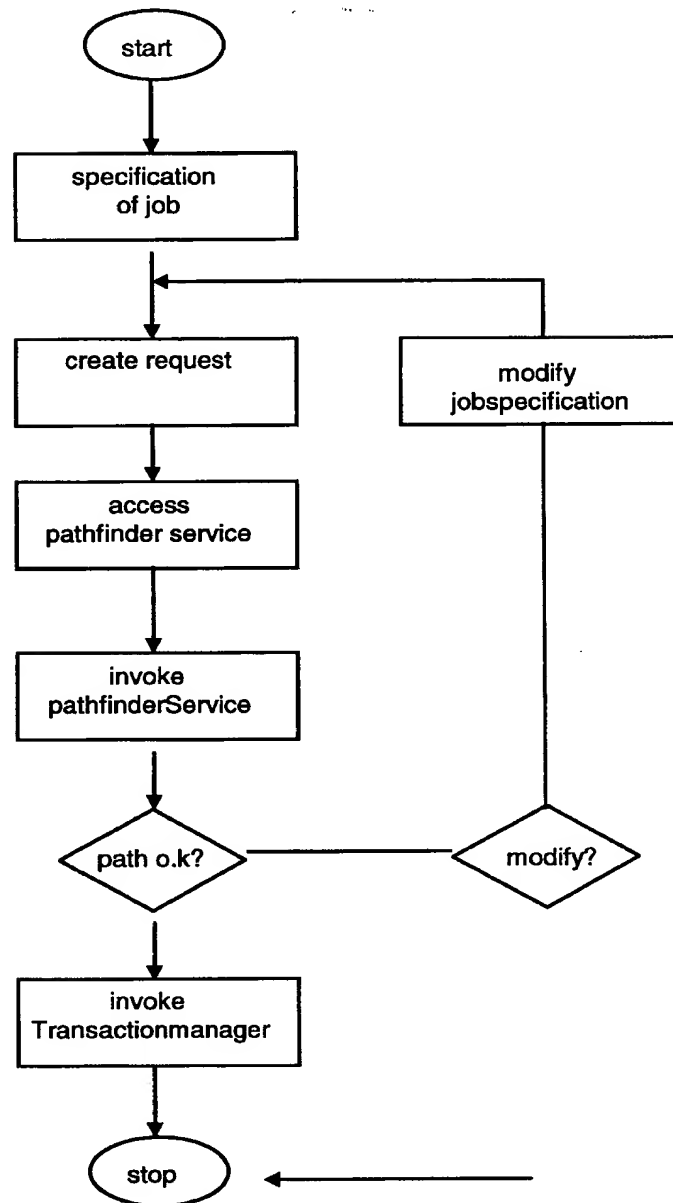 start
specification
of job
create request
modify
jobspecification
access
pathfinder service
invoke
pathfinderService
path o.k?
modify?
invoke
Transactionmanager
stop